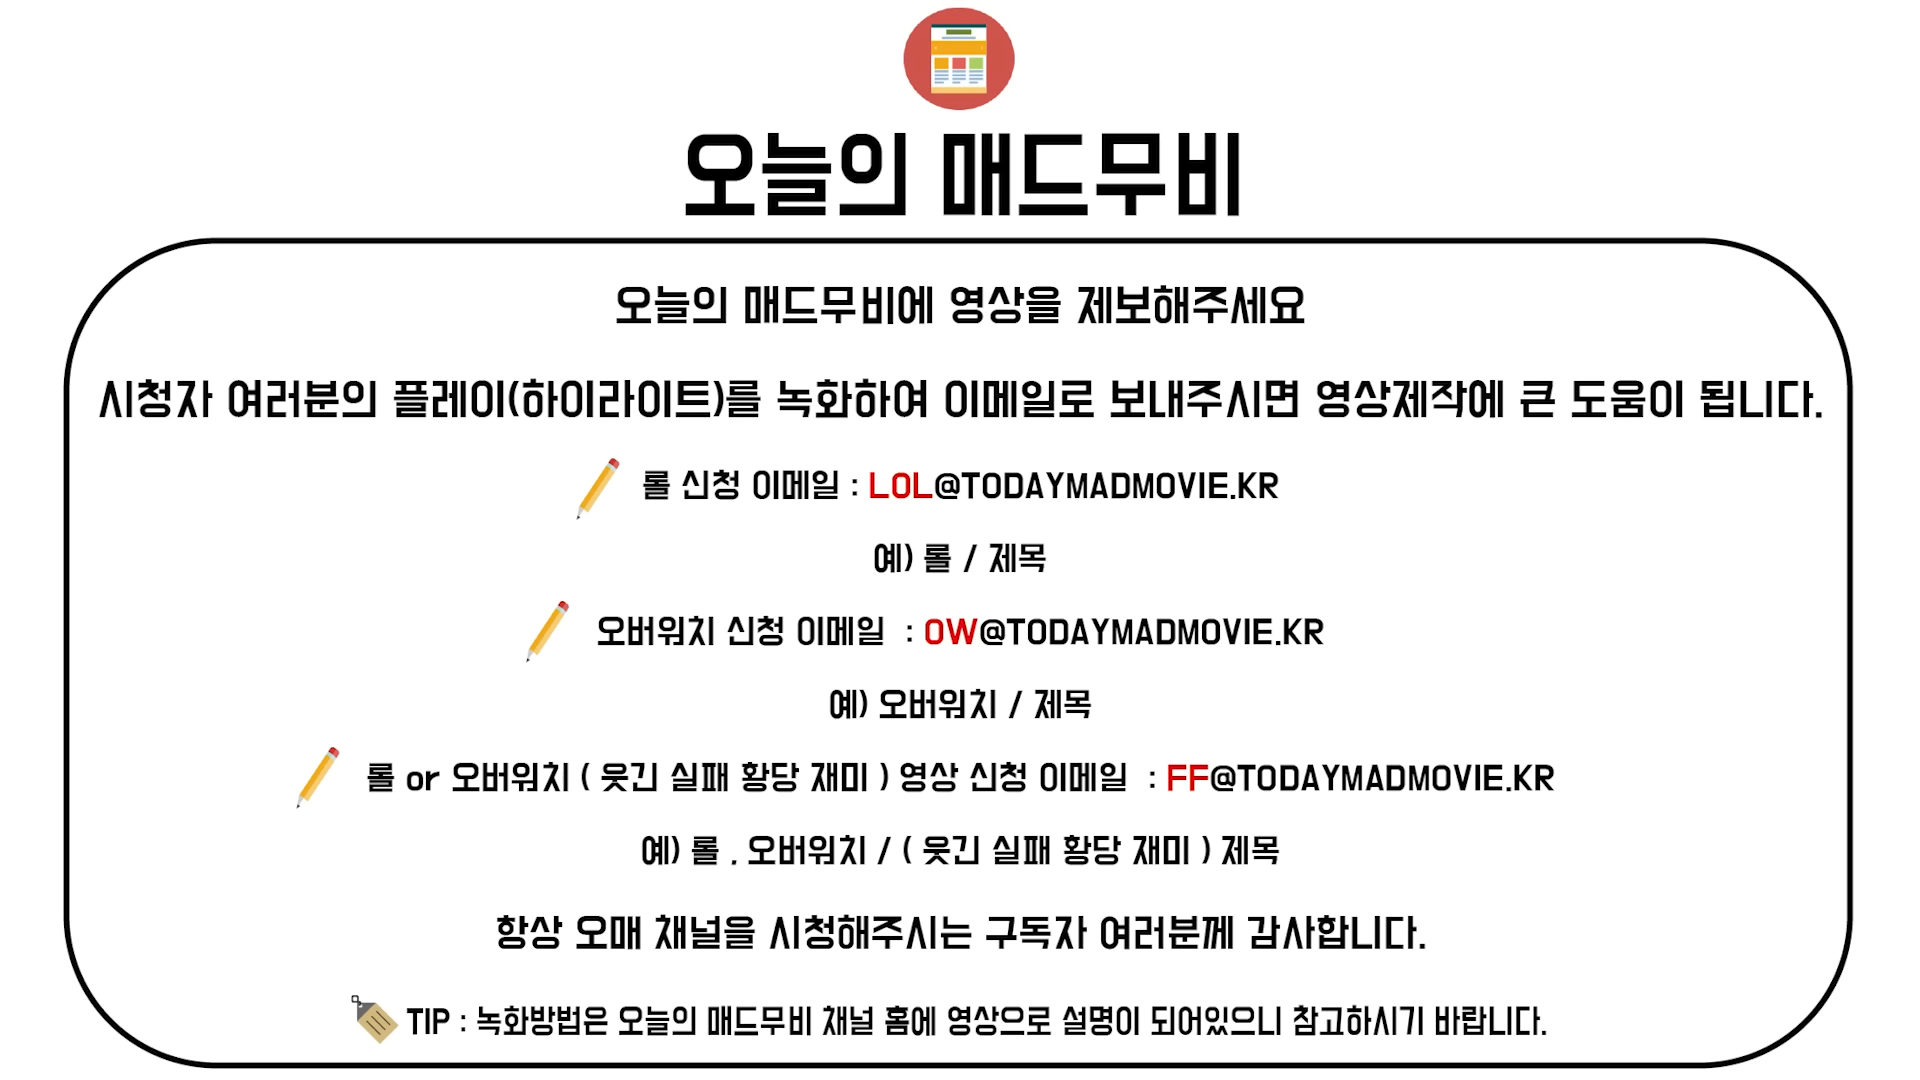 오늘의 매드무비
오늘의 매드무비에 영상을 제보해주세요
시청자 여러분의 플레이(하이라이트)를 녹화하여 이메일로 보내주시면 영상제작에 큰 도움이 됩니다.
롤 신청 이메일 : LOL@TODAYMADMOVIE.KR
예) 롤 / 제목
오버워치 신청 이메일 : OW@TODAYMADMOVIE.KR
예) 오버워치 / 제목
롤 or 오버워치 ( 웃긴 실패 황당 재미 ) 영상 신청 이메일 : FF@TODAYMADMOVIE.KR
예) 롤 , 오버워치 / ( 웃긴 실패 황당 재미 ) 제목
항상 오매 채널을 시청해주시는 구독자 여러분께 감사합니다.
TIP : 녹화방법은 오늘의 매드무비 채널 홈에 영상으로 설명이 되어있으니 참고하시기 바랍니다.